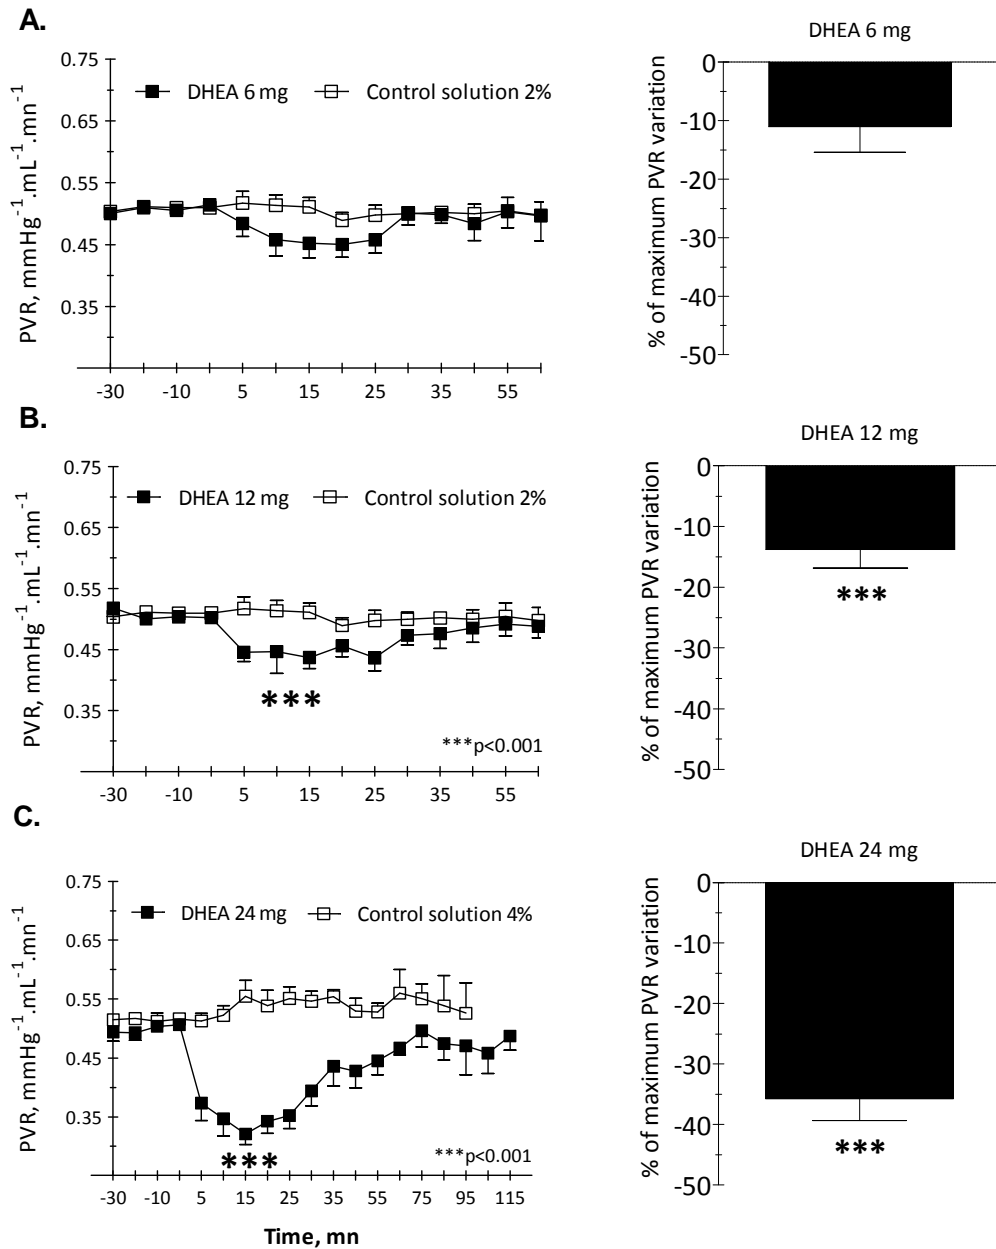 A.
DHEA 6 mg
DHEA 6 mg Control solution 2%
PVR, mmHg⁻¹.mL⁻¹.mn⁻¹
0.75
0.65
0.55
0.45
0.35
-30 -10 5 15 25 35 55
% of maximum PVR variation
0
-10
-20
-30
-40
-50
B.
DHEA 12 mg
DHEA 12 mg Control solution 2%
PVR, mmHg⁻¹.mL⁻¹.mn⁻¹
0.75
0.65
0.55
0.45
0.35
***
***p<0.001
-30 -10 5 15 25 35 55
% of maximum PVR variation
0
-10
-20
-30
-40
-50
***
C.
DHEA 24 mg
DHEA 24 mg Control solution 4%
PVR, mmHg⁻¹.mL⁻¹.mn⁻¹
0.75
0.65
0.55
0.45
0.35
***
***p<0.001
-30 -10 5 15 25 35 55 75 95 115
Time, mn
% of maximum PVR variation
0
-10
-20
-30
-40
-50
***